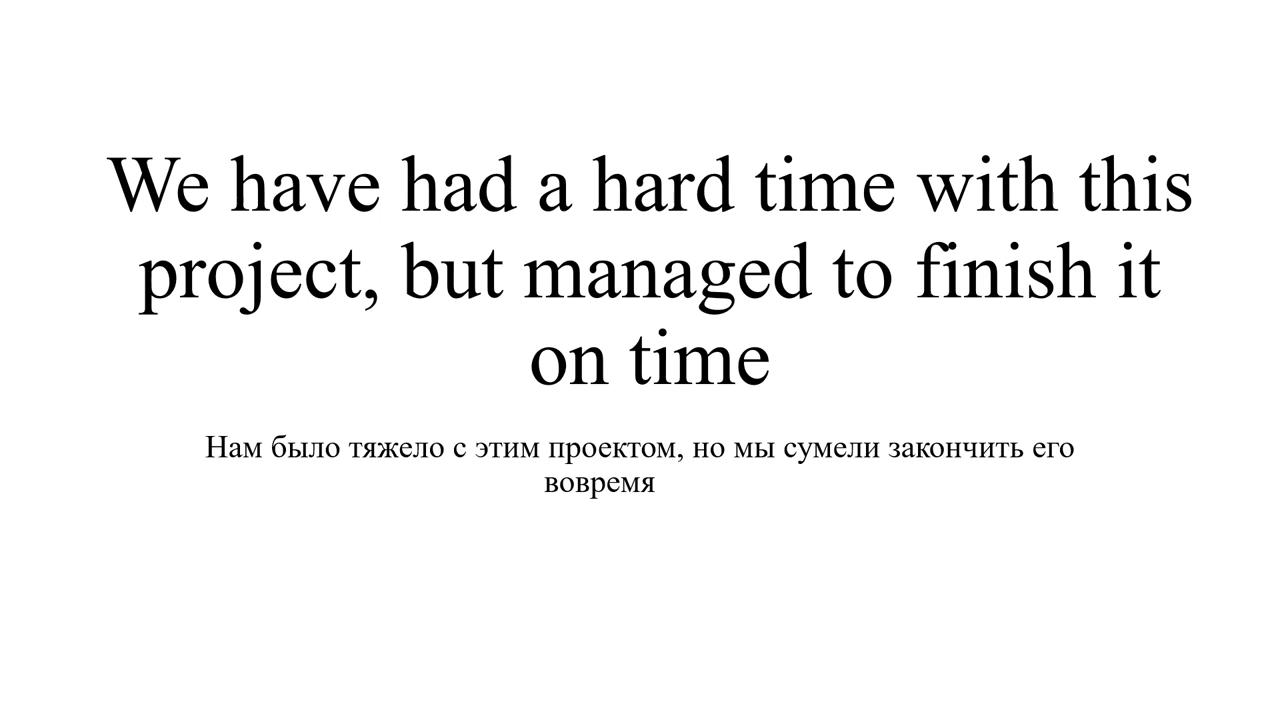 We have had a hard time with this
project, but managed to finish it
on time
Нам было тяжело с этим проектом, но мы сумели закончить его
вовремя